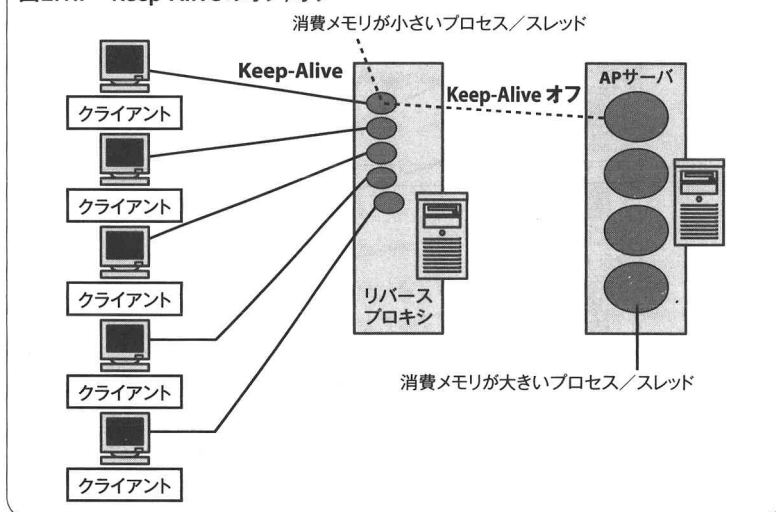 消費メモリが小さいプロセス／スレッド
Keep-Alive
Keep-Alive オフ
APサーバ
クライアント
クライアント
クライアント
クライアント
クライアント
リバース
プロキシ
消費メモリが大きいプロセス／スレッド